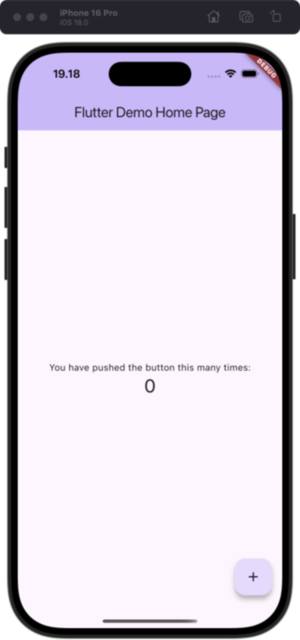 iPhone 16 Pro
iOS 18.0
19.18
DEBUG
Flutter Demo Home Page
You have pushed the button this many times:
0
+